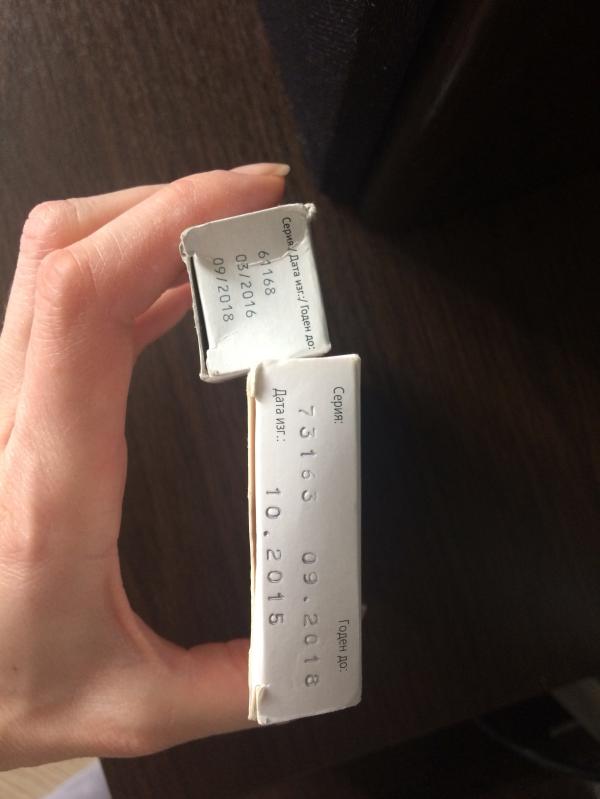 Серия:/ Дата изг.:/ Годен до:
61168
03/2016
09/2018
Серия: Годен до:
73163 09.2018
Дата изг.:
10.2015